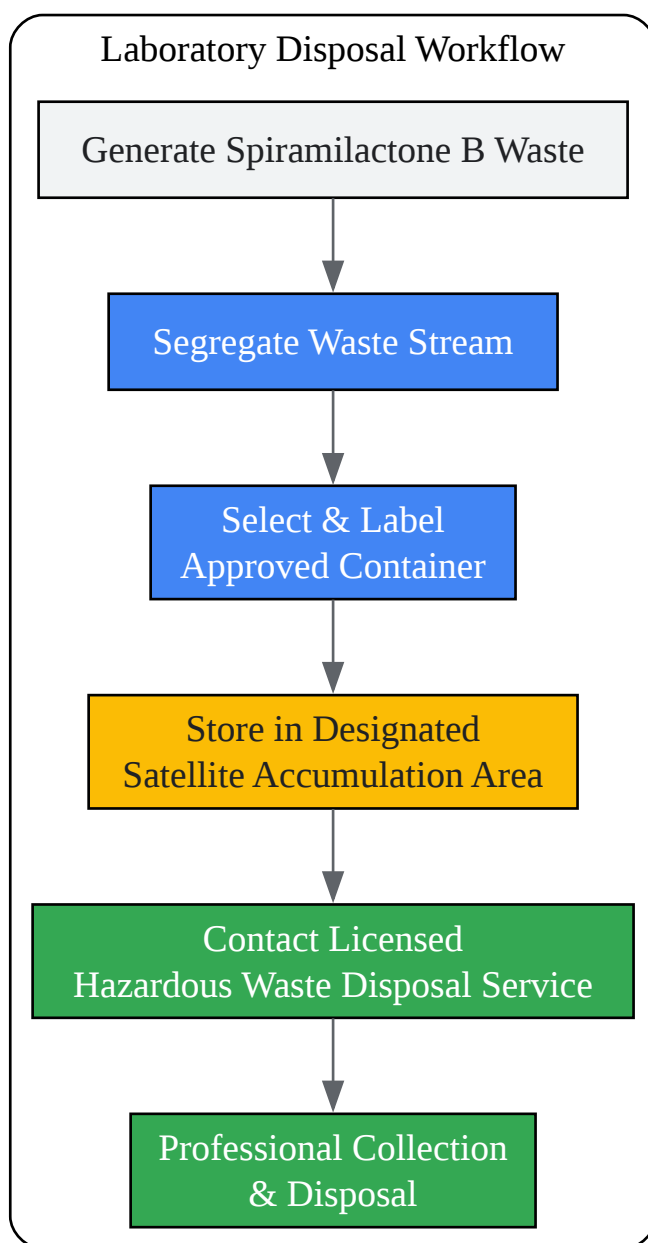 Laboratory Disposal Workflow
Generate Spiramilactone B Waste
Segregate Waste Stream
Select & Label
Approved Container
Store in Designated
Satellite Accumulation Area
Contact Licensed
Hazardous Waste Disposal Service
Professional Collection
& Disposal